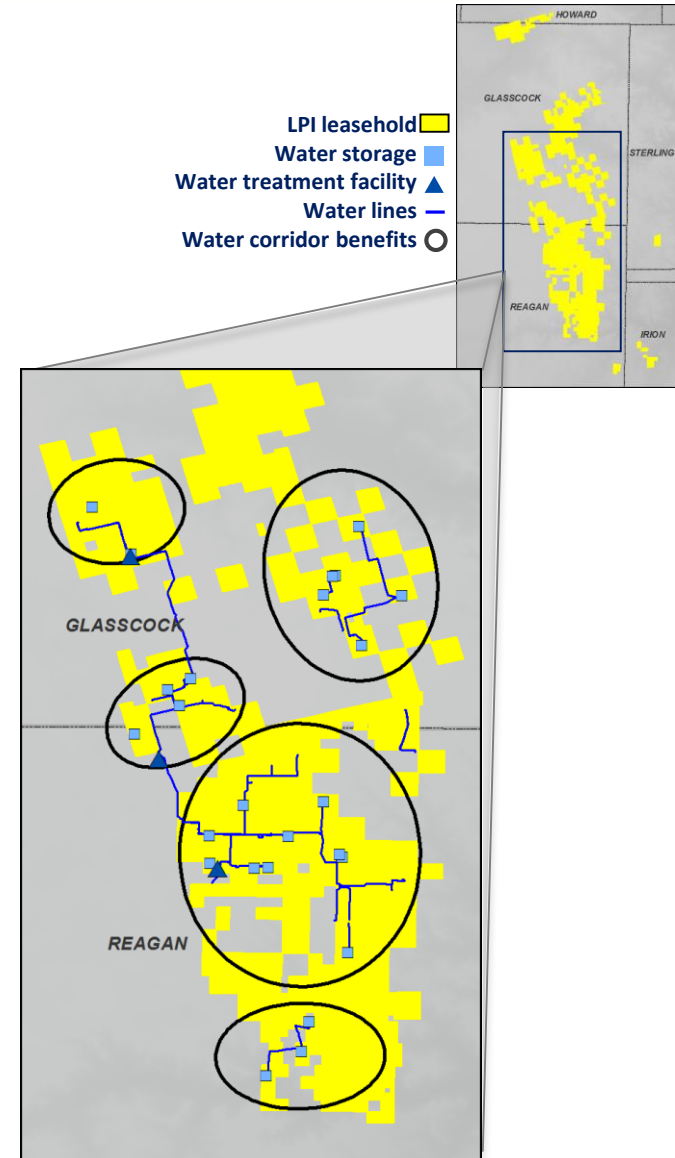 HOWARD
GLASSCOCK
STERLING
REAGAN
IRION
LPI leasehold
Water storage
Water treatment facility
Water lines
Water corridor benefits
GLASSCOCK
REAGAN